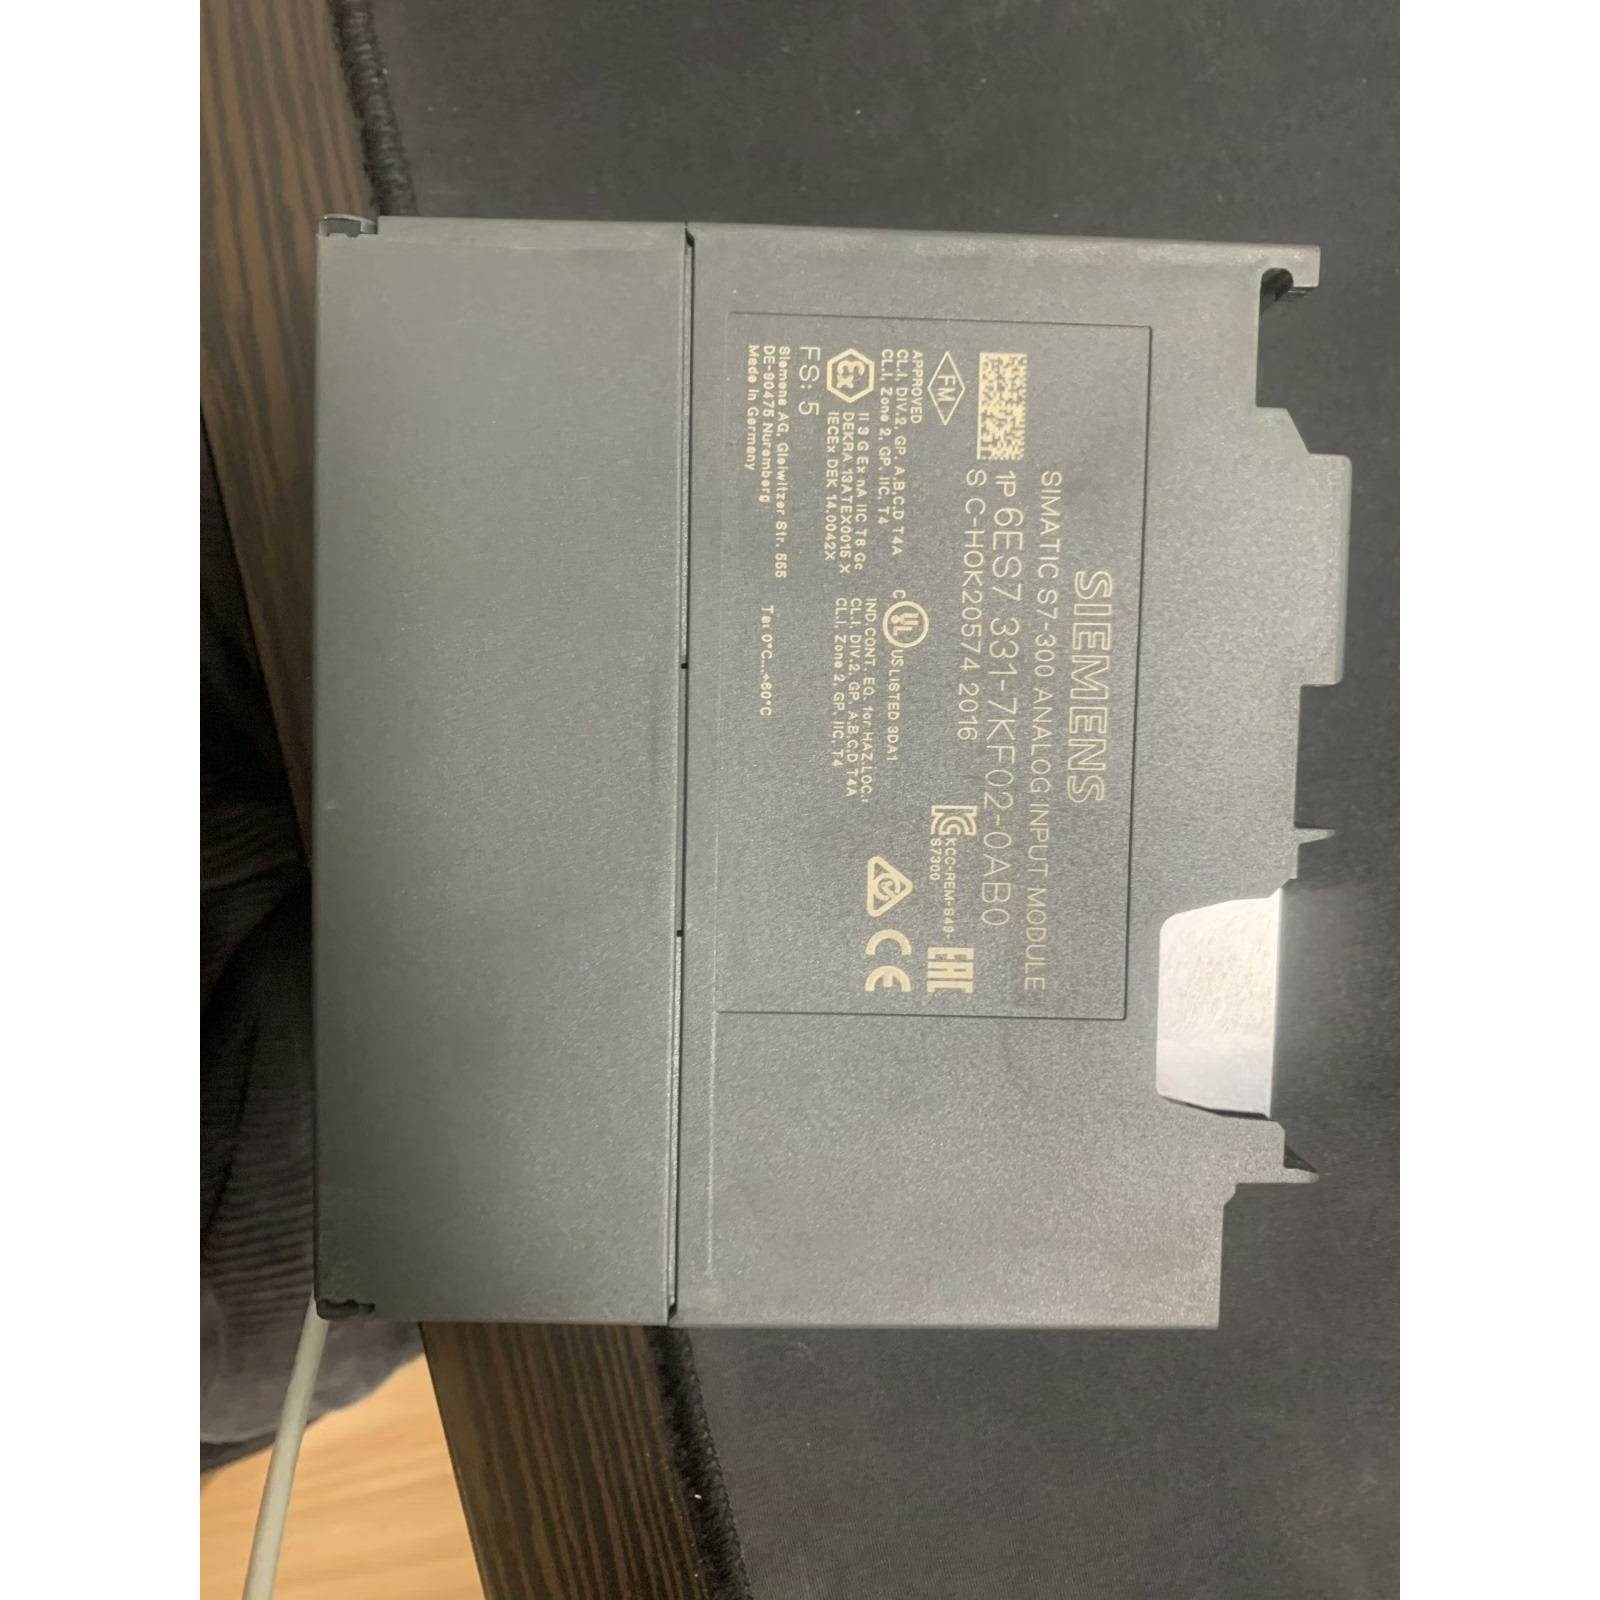 SIEMENS
SIMATIC S7-300 ANALOG INPUT MODULE
1P 6ES7 331-7KF02-0AB0
S C-H0K20574 2016
FM
APPROVED
CL.I, DIV.2, GP. A,B,C,D T4A
CL.I, Zone 2, GP. IIC, T4
Ex
II 3 G Ex nA IIC T6 Gc
DEKRA 13ATEX0015 X
IECEx DEK 14.0042X
C UL US LISTED 3DA1
IND.CONT. EQ. for HAZ.LOC.:
CL.I, DIV.2, GP. A,B,C,D T4A
CL.I, Zone 2, GP. IIC, T4
KCC-REM-S49-
S7300
EAC
CE
FS: 5
Siemens AG, Gleiwitzer Str. 555
DE-90475 Nuremberg
Made in Germany
Ta: 0°C...+60°C